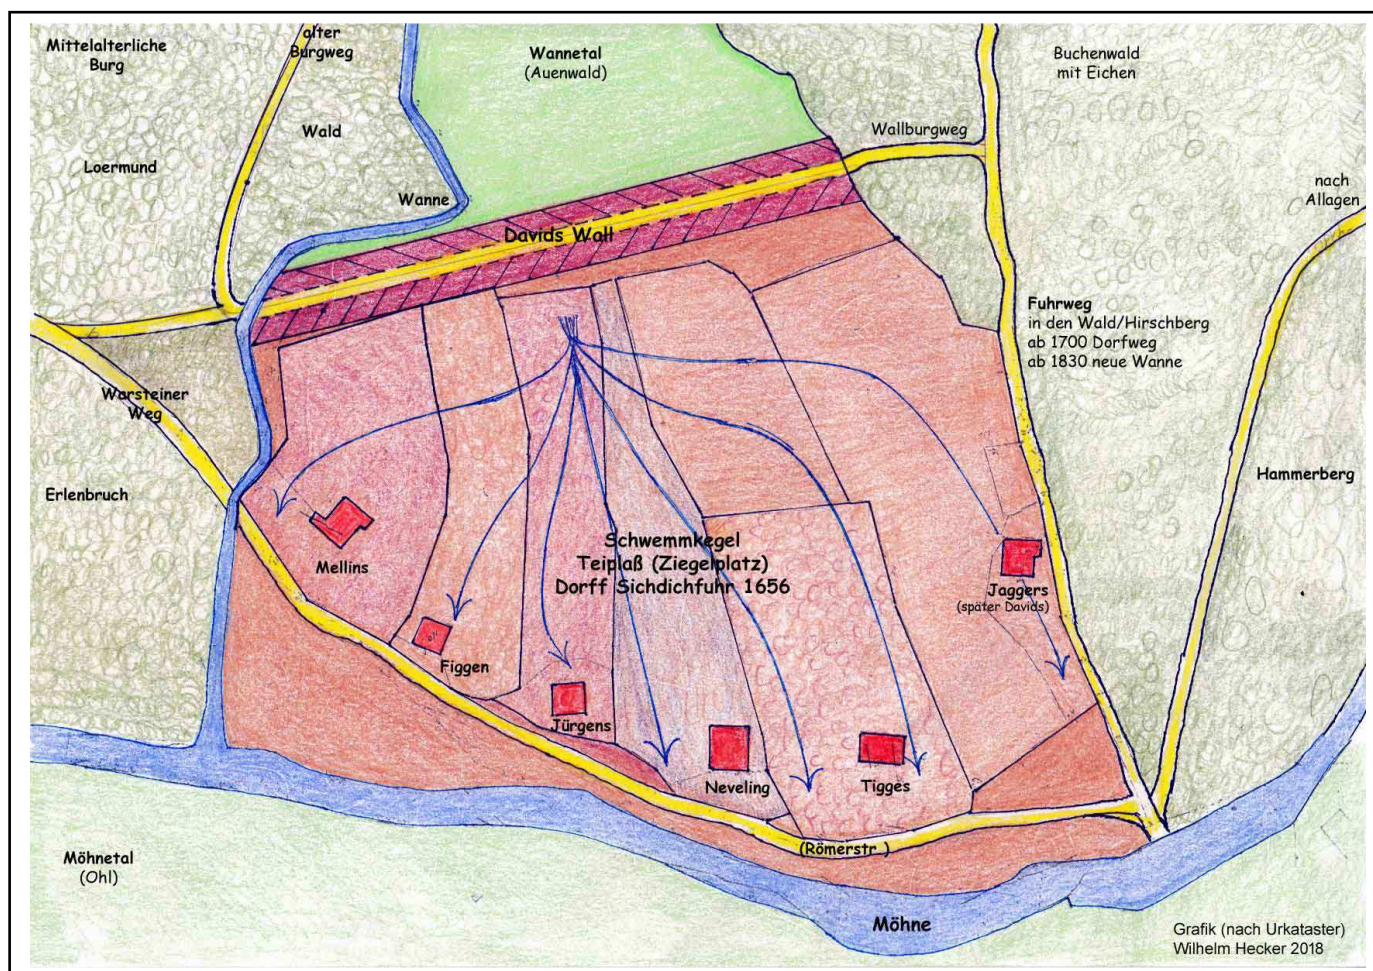 Mittelalterliche
Burg
alter
Burgweg
Wannetal
(Auenwald)
Buchenwald
mit Eichen
Wald
Wallburgweg
Loermund
Wanne
nach
Allagen
Davids Wall
Fuhrweg
in den Wald/Hirschberg
ab 1700 Dorfweg
ab 1830 neue Wanne
Warsteiner
Weg
Erlenbruch
Hammerberg
Mellins
Schwemmkegel
Teiplaß (Ziegelplatz)
Dorff Sichdichfuhr 1656
Jaggers
(später Davids)
Figgen
Jürgens
Neveling
Tigges
(Römerstr.)
Möhnetal
(Ohl)
Möhne
Grafik (nach Urkataster)
Wilhelm Hecker 2018